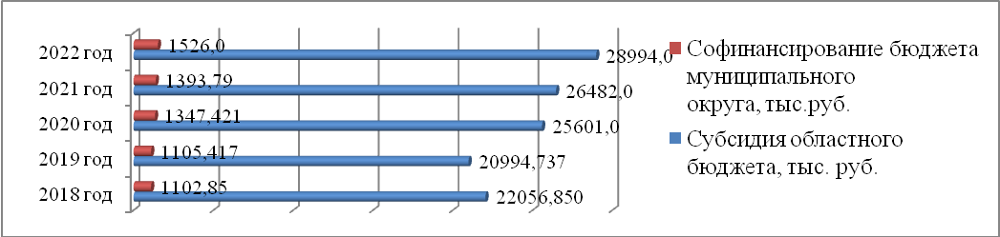 2022 год 1526,0 28994,0
2021 год 1393,79 26482,0
2020 год 1347,421 25601,0
2019 год 1105,417 20994,737
2018 год 1102,85 22056,850
Софинансирование бюджета
муниципального
округа, тыс.руб.
Субсидия областного
бюджета, тыс. руб.